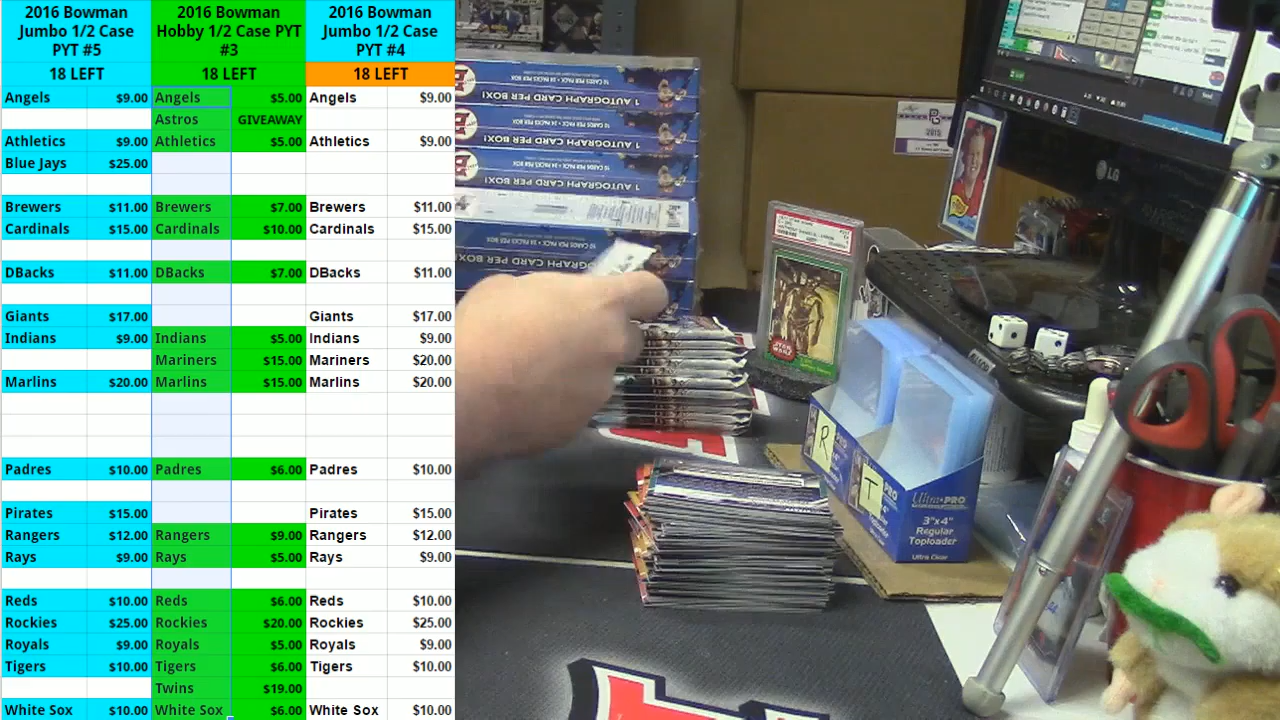 2016 Bowman Jumbo 1/2 Case PYT #5
2016 Bowman Hobby 1/2 Case PYT #3
2016 Bowman Jumbo 1/2 Case PYT #4
18 LEFT 18 LEFT 18 LEFT
Angels $9.00 Angels $5.00 Angels $9.00
Astros GIVEAWAY
Athletics $9.00 Athletics $5.00 Athletics $9.00
Blue Jays $25.00
Brewers $11.00 Brewers $7.00 Brewers $11.00
Cardinals $15.00 Cardinals $10.00 Cardinals $15.00
DBacks $11.00 DBacks $7.00 DBacks $11.00
Giants $17.00 Giants $17.00
Indians $9.00 Indians $5.00 Indians $9.00
Mariners $15.00 Mariners $20.00
Marlins $20.00 Marlins $15.00 Marlins $20.00
Padres $10.00 Padres $6.00 Padres $10.00
Pirates $15.00 Pirates $15.00
Rangers $12.00 Rangers $9.00 Rangers $12.00
Rays $9.00 Rays $5.00 Rays $9.00
Reds $10.00 Reds $6.00 Reds $10.00
Rockies $25.00 Rockies $20.00 Rockies $25.00
Royals $9.00 Royals $5.00 Royals $9.00
Tigers $10.00 Tigers $6.00 Tigers $10.00
Twins $19.00
White Sox $10.00 White Sox $6.00 White Sox $10.00
1 AUTOGRAPH CARD PER BOX!
1 AUTOGRAPH CARD PER BOX!
1 AUTOGRAPH CARD PER BOX!
LG
STAR WARS
R
T
PRO
Ultra PRO
3"x4"
Regular
Toploader
Ultra Clear